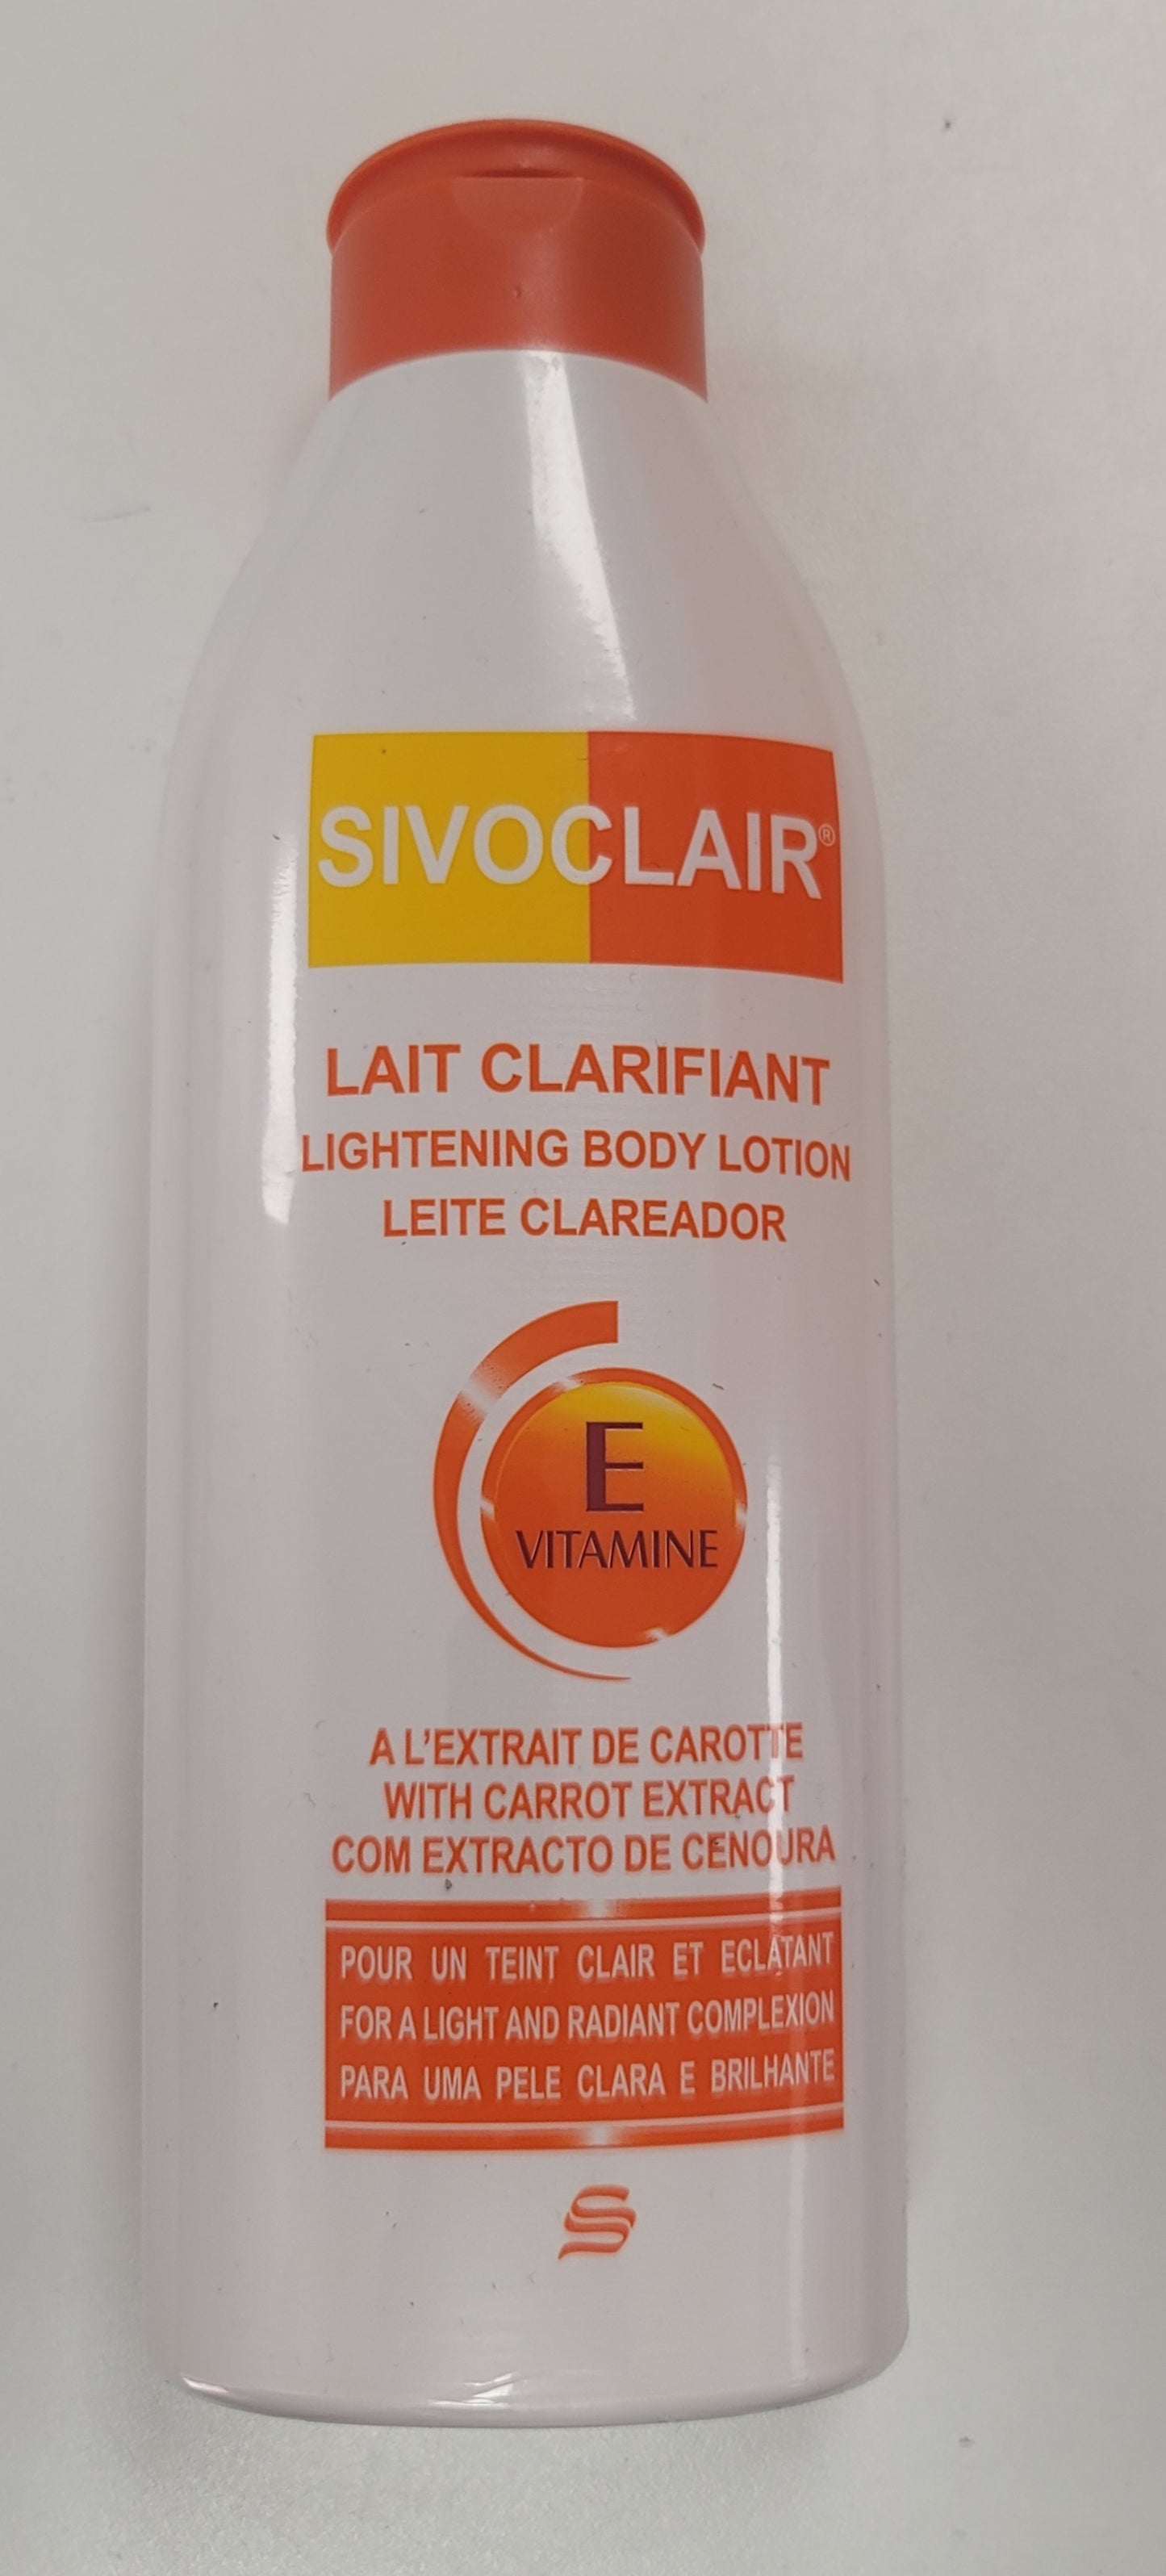 SIVOCLAIR®
LAIT CLARIFIANT
LIGHTENING BODY LOTION
LEITE CLAREADOR
E
VITAMINE
A L'EXTRAIT DE CAROTTE
WITH CARROT EXTRACT
COM EXTRACTO DE CENOURA
POUR UN TEINT CLAIR ET ECLATANT
FOR A LIGHT AND RADIANT COMPLEXION
PARA UMA PELE CLARA E BRILHANTE
S